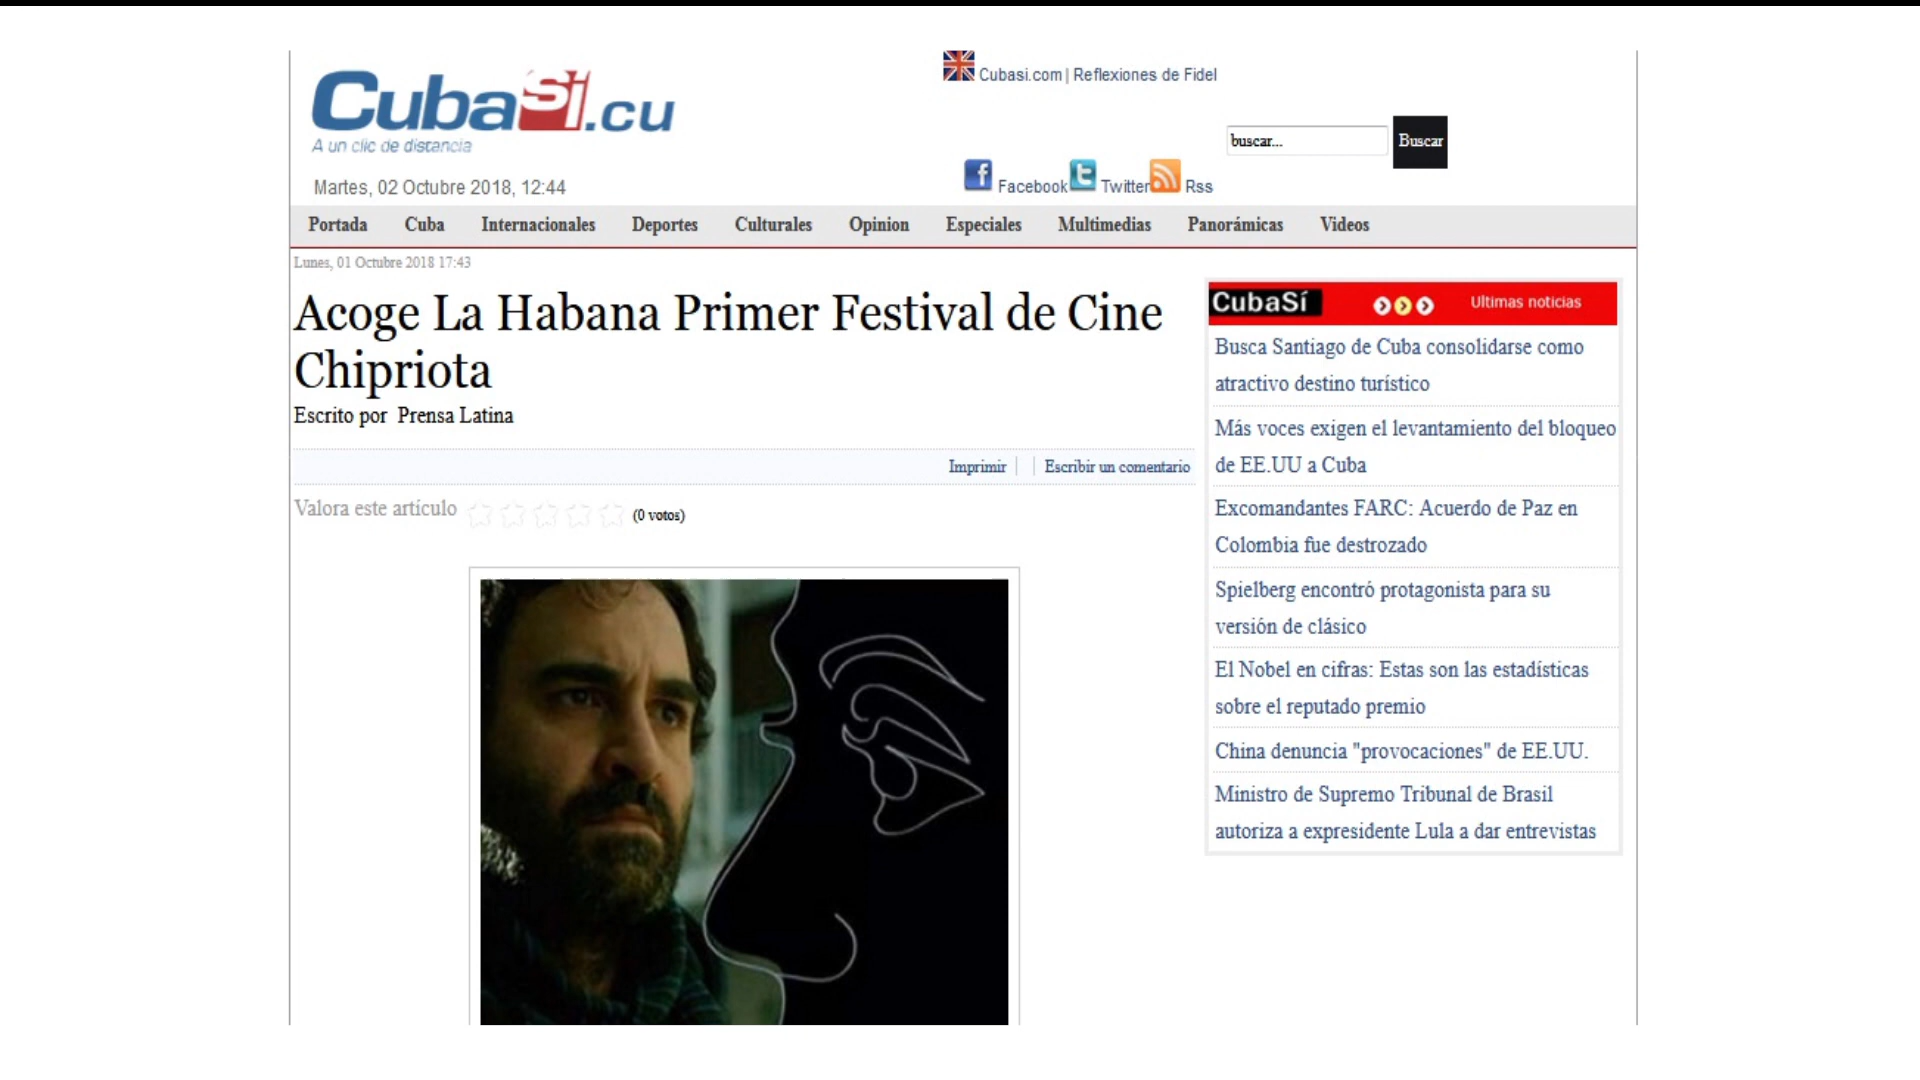 CubaSí.cu
A un clic de distancia
Martes, 02 Octubre 2018, 12:44
Cubasi.com | Reflexiones de Fidel
buscar... Buscar
Facebook Twitter Rss
Portada Cuba Internacionales Deportes Culturales Opinion Especiales Multimedias Panorámicas Videos
Lunes, 01 Octubre 2018 17:43
Acoge La Habana Primer Festival de Cine
Chipriota
Escrito por Prensa Latina
Imprimir Escribir un comentario
Valora este artículo (0 votos)
CubaSí Ultimas noticias
Busca Santiago de Cuba consolidarse como
atractivo destino turístico
Más voces exigen el levantamiento del bloqueo
de EE.UU a Cuba
Excomandantes FARC: Acuerdo de Paz en
Colombia fue destrozado
Spielberg encontró protagonista para su
versión de clásico
El Nobel en cifras: Estas son las estadísticas
sobre el reputado premio
China denuncia "provocaciones" de EE.UU.
Ministro de Supremo Tribunal de Brasil
autoriza a expresidente Lula a dar entrevistas